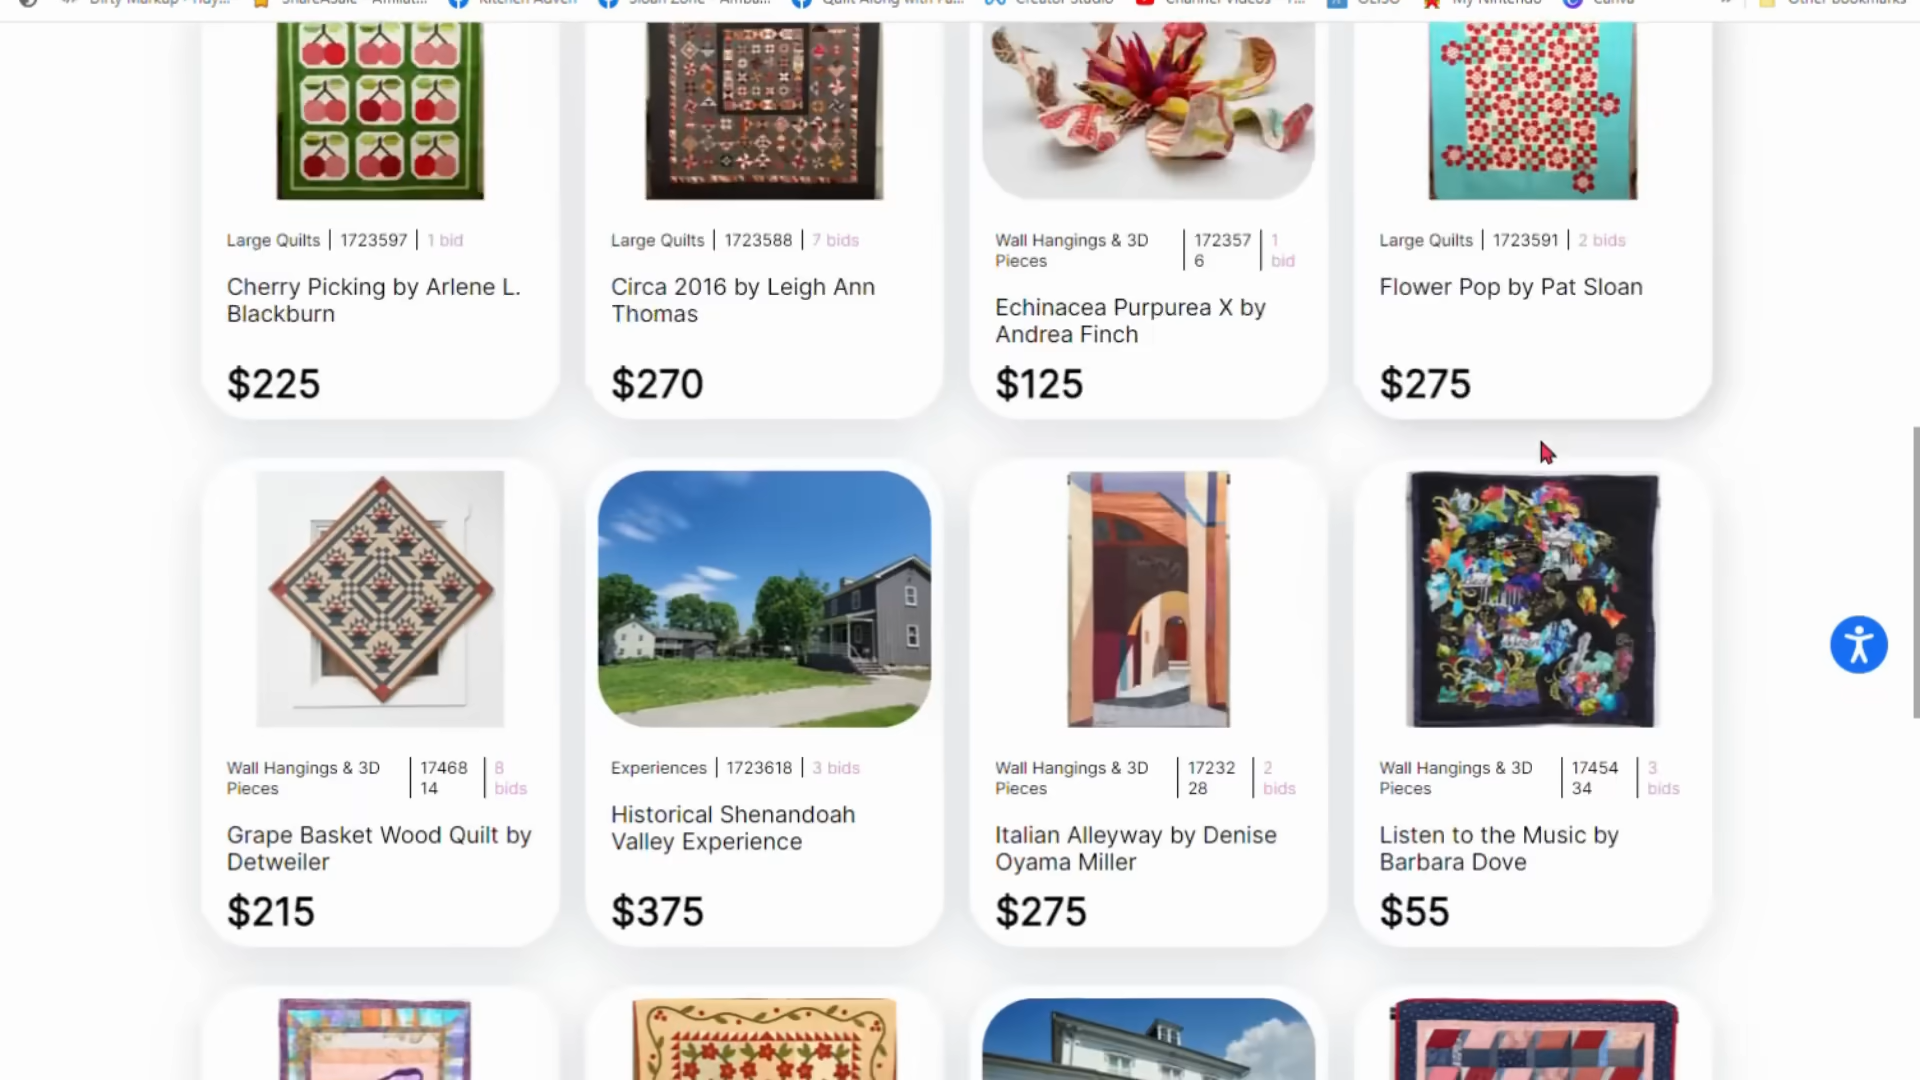 Large Quilts | 1723597 | 1 bid
Cherry Picking by Arlene L.
Blackburn
$225
Large Quilts | 1723588 | 7 bids
Circa 2016 by Leigh Ann
Thomas
$270
Wall Hangings & 3D
Pieces
172357
6
1
bid
Echinacea Purpurea X by
Andrea Finch
$125
Large Quilts | 1723591 | 2 bids
Flower Pop by Pat Sloan
$275
Wall Hangings & 3D
Pieces
17468
14
8
bids
Grape Basket Wood Quilt by
Detweiler
$215
Experiences | 1723618 | 3 bids
Historical Shenandoah
Valley Experience
$375
Wall Hangings & 3D
Pieces
17232
28
2
bids
Italian Alleyway by Denise
Oyama Miller
$275
Wall Hangings & 3D
Pieces
17454
34
3
bids
Listen to the Music by
Barbara Dove
$55